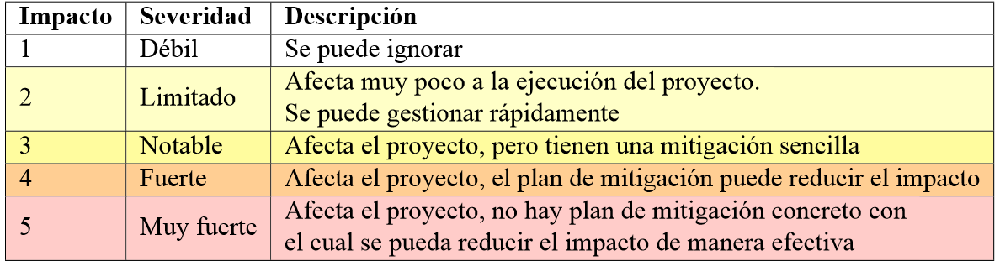 Impacto Severidad Descripción
1 Débil Se puede ignorar
2 Limitado Afecta muy poco a la ejecución del proyecto.
Se puede gestionar rápidamente
3 Notable Afecta el proyecto, pero tienen una mitigación sencilla
4 Fuerte Afecta el proyecto, el plan de mitigación puede reducir el impacto
5 Muy fuerte Afecta el proyecto, no hay plan de mitigación concreto con
el cual se pueda reducir el impacto de manera efectiva